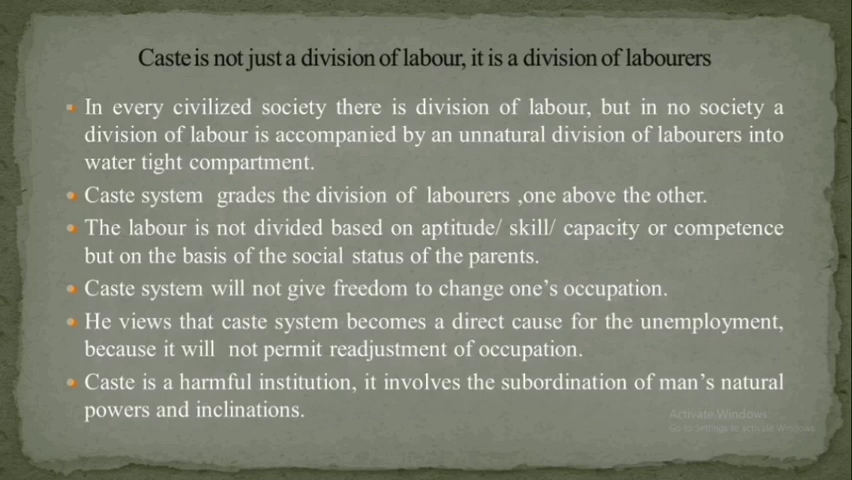 Caste is not just a division of labour, it is a division of labourers
In every civilized society there is division of labour, but in no society a
division of labour is accompanied by an unnatural division of labourers into
water tight compartment.
Caste system grades the division of labourers ,one above the other.
The labour is not divided based on aptitude/ skill/ capacity or competence
but on the basis of the social status of the parents.
Caste system will not give freedom to change one’s occupation.
He views that caste system becomes a direct cause for the unemployment,
because it will not permit readjustment of occupation.
Caste is a harmful institution, it involves the subordination of man’s natural
powers and inclinations.
Activate Windows
Go to Settings to activate Windows.